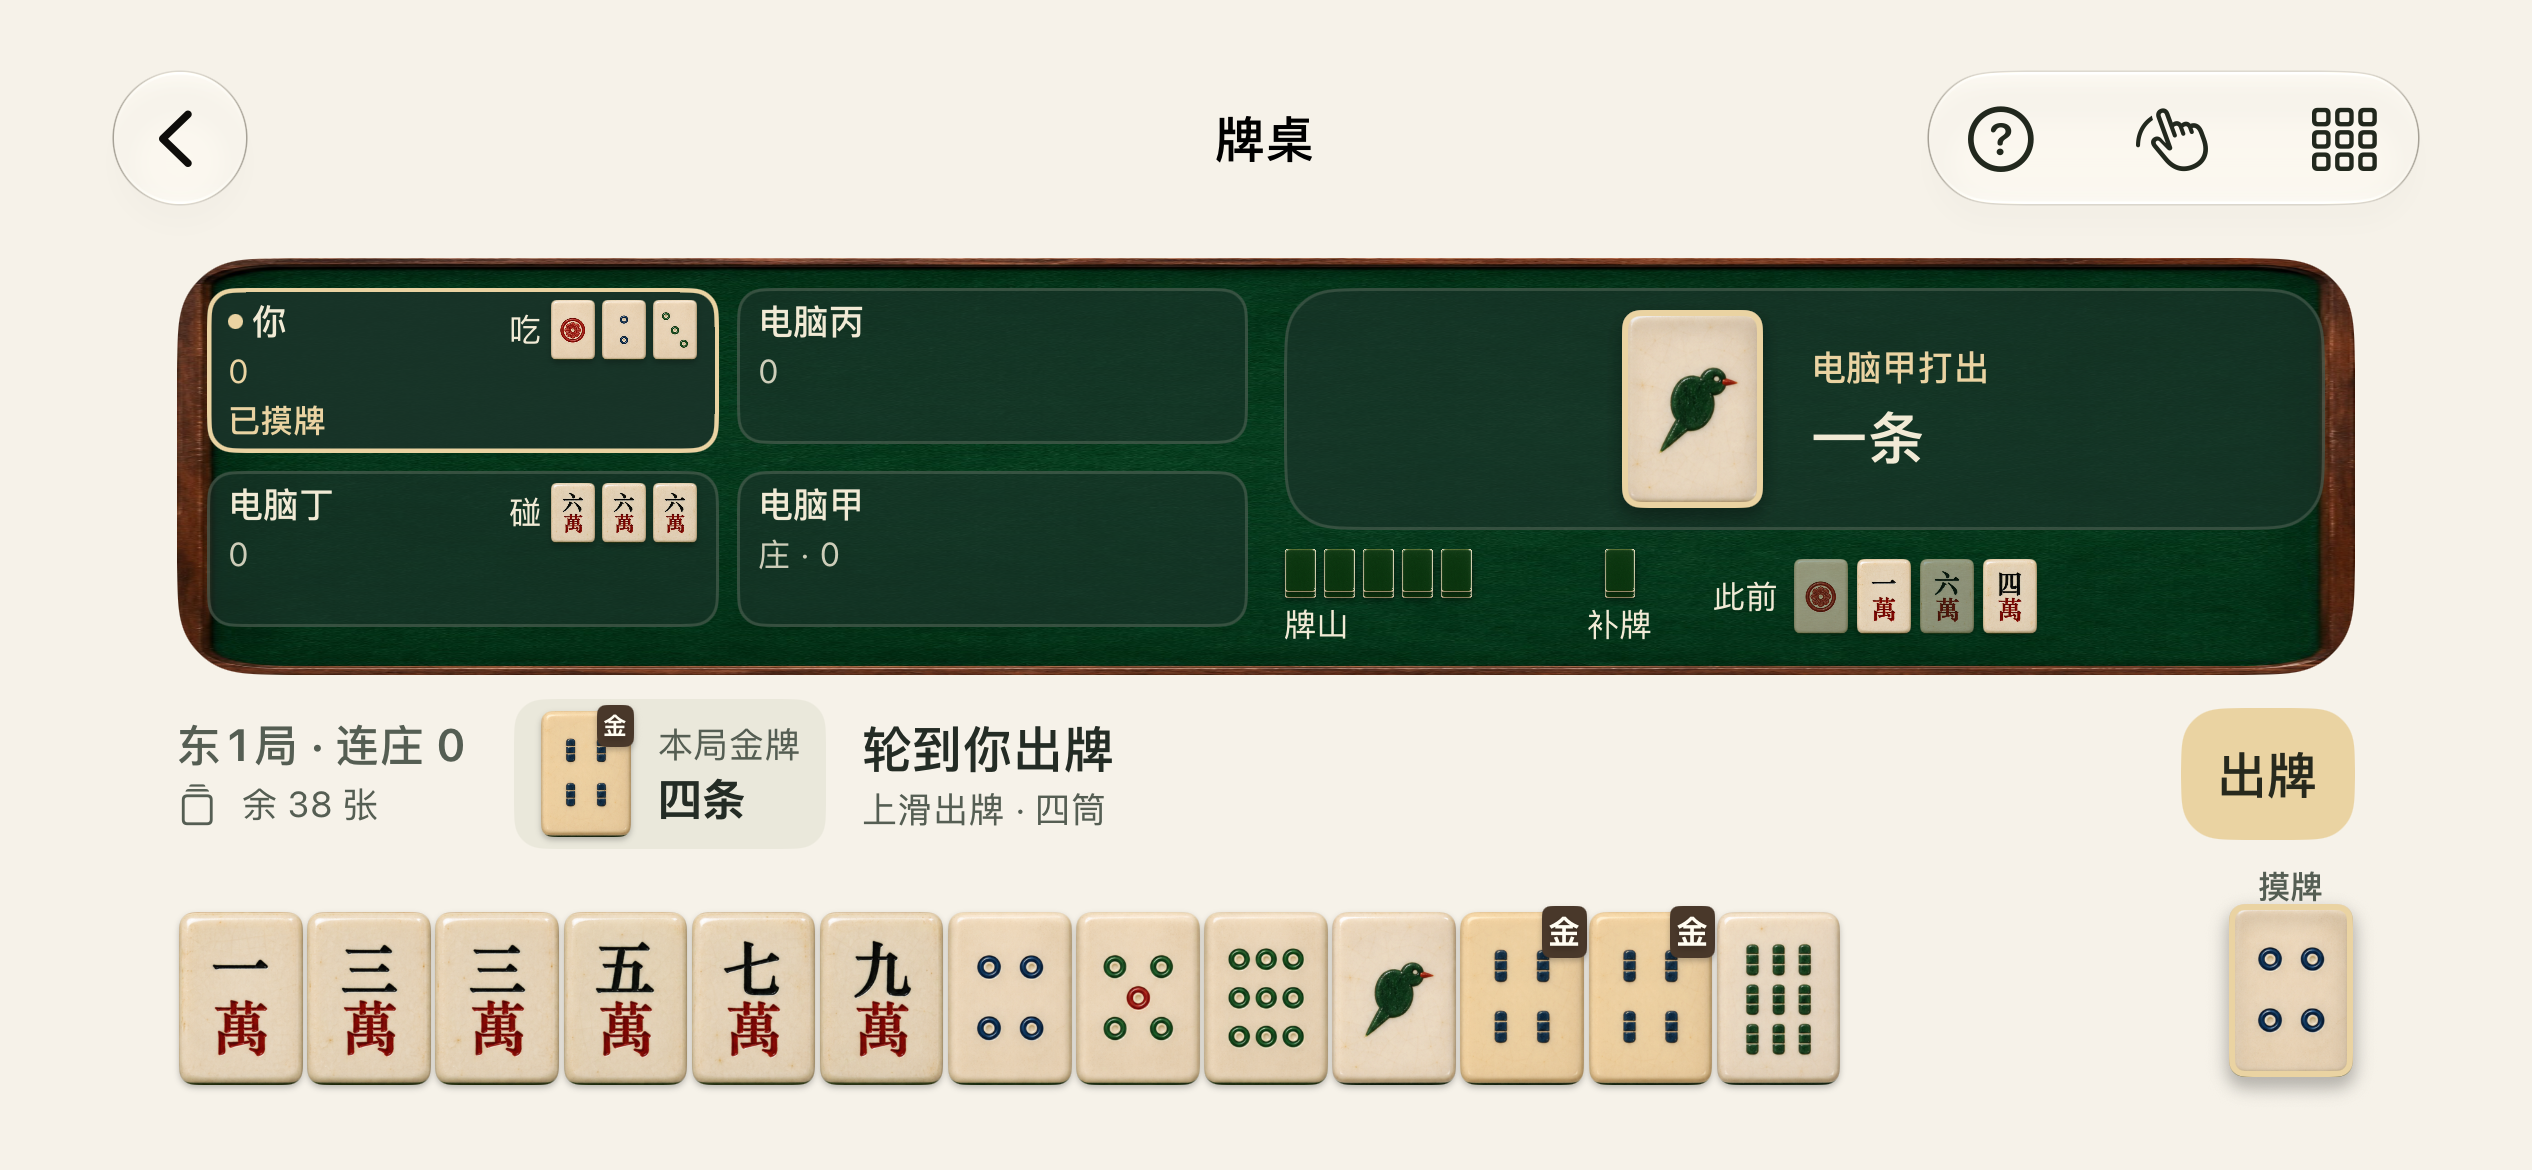 牌桌
?
你
0
已摸牌
吃
电脑丙
0
电脑甲打出
一条
电脑丁
0
碰
六萬
六萬
六萬
电脑甲
庄 · 0
牌山
补牌
此前
一萬
六萬
四萬
东1局 · 连庄 0
余 38 张
金
本局金牌
四条
轮到你出牌
上滑出牌 · 四筒
出牌
摸牌
一萬
三萬
三萬
五萬
七萬
九萬
金
金